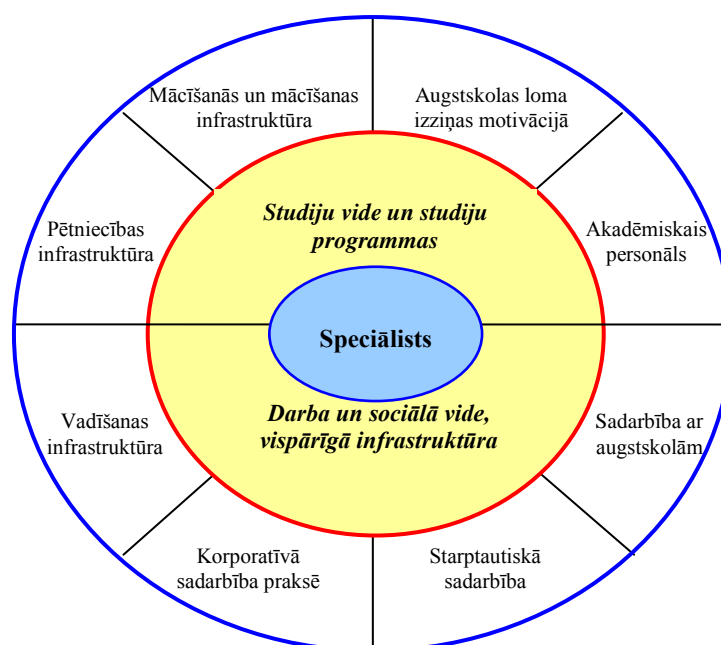 Mācīšanās un mācīšanas
infrastruktūra
Augstskolas loma
izziņas motivācijā
Pētniecības
infrastruktūra
Studiju vide un studiju
programmas
Akadēmiskais
personāls
Speciālists
Vadīšanas
infrastruktūra
Darba un sociālā vide,
vispārīgā infrastruktūra
Sadarbība ar
augstskolām
Korporatīvā
sadarbība praksē
Starptautiskā
sadarbība